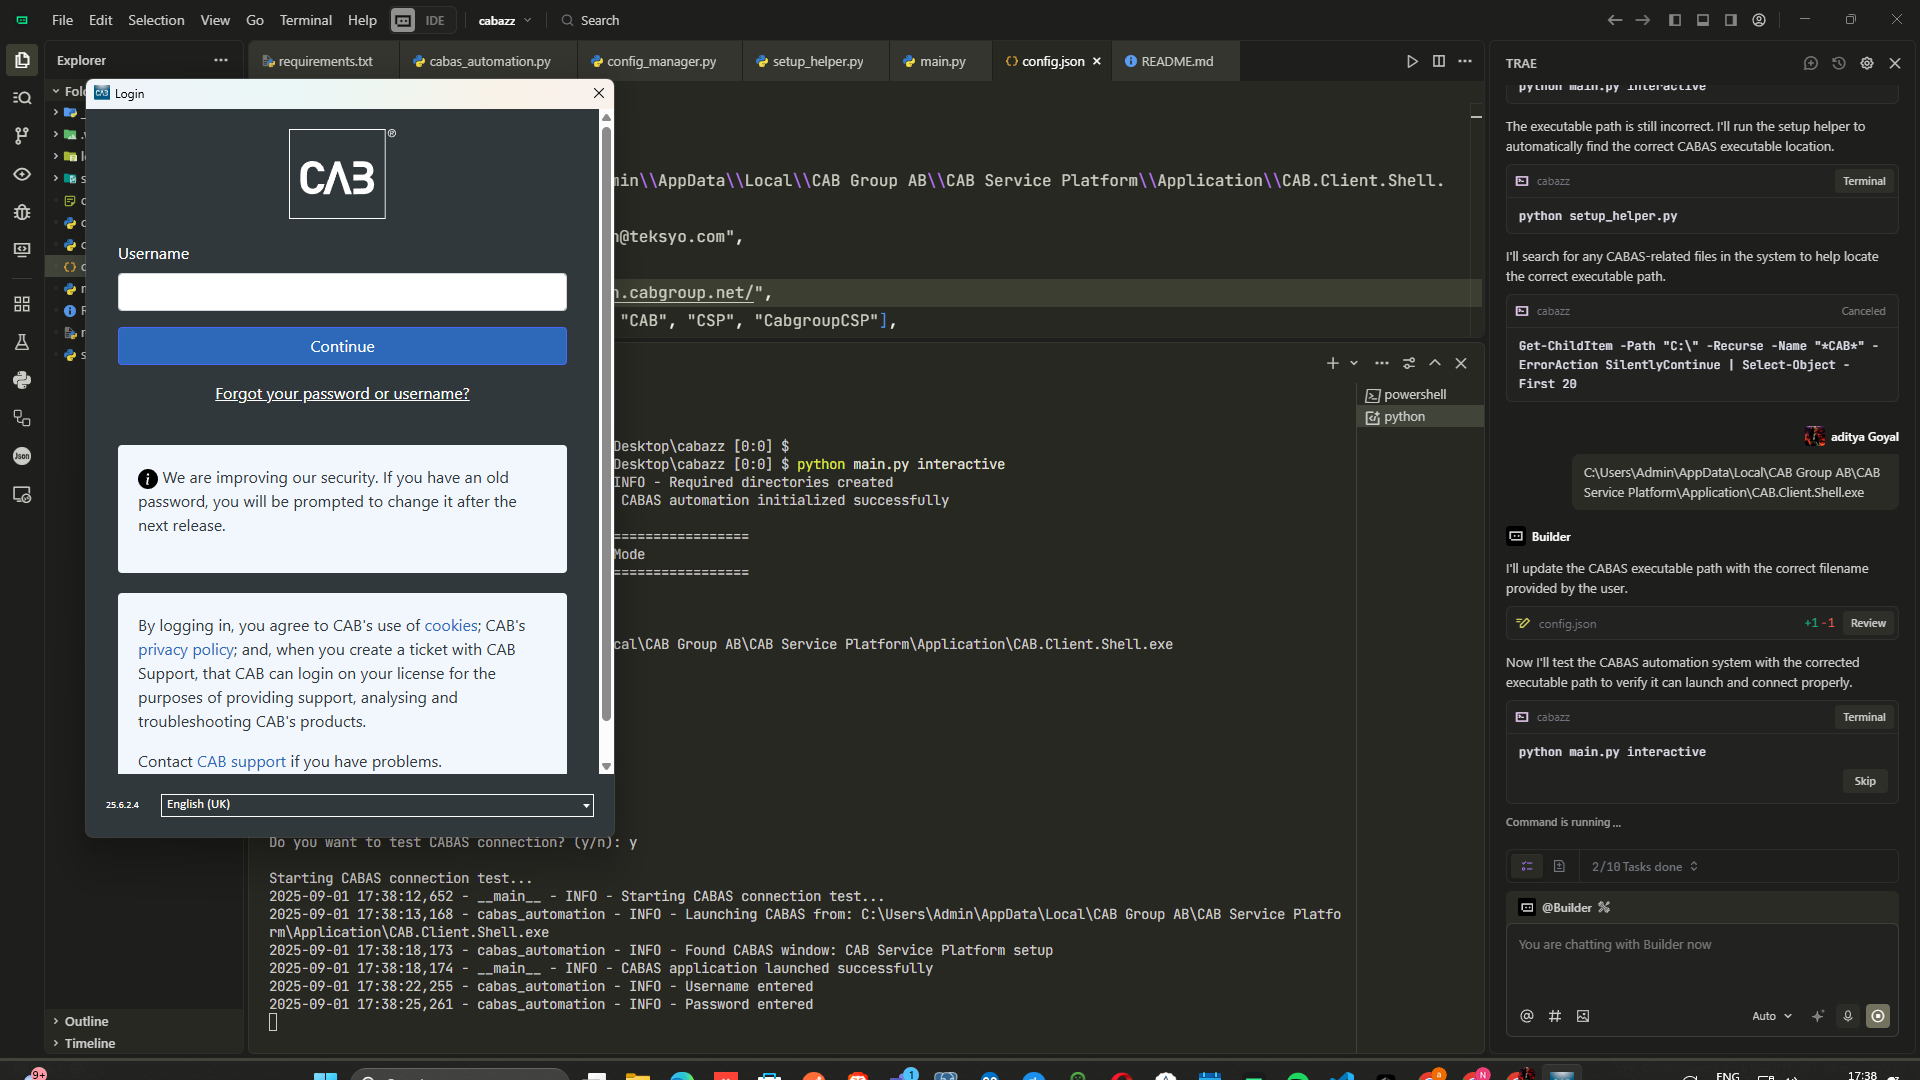 File Edit Selection View Go Terminal Help IDE cabazz Search
Explorer
requirements.txt cabas_automation.py config_manager.py setup_helper.py main.py config.json README.md
TRAE
Login
CAB ®
Username
Continue
Forgot your password or username?
We are improving our security. If you have an old
password, you will be prompted to change it after the
next release.
By logging in, you agree to CAB's use of cookies; CAB's
privacy policy; and, when you create a ticket with CAB
Support, that CAB can login on your license for the
purposes of providing support, analysing and
troubleshooting CAB's products.
Contact CAB support if you have problems.
25.6.2.4 English (UK)
Outline
Timeline
min\\AppData\\Local\\CAB Group AB\\CAB Service Platform\\Application\\CAB.Client.Shell.
@teksyo.com",
.cabgroup.net/",
"CAB", "CSP", "CabgroupCSP"],
powershell
python
Desktop\cabazz [0:0] $
Desktop\cabazz [0:0] $ python main.py interactive
INFO - Required directories created
CABAS automation initialized successfully
=================
Mode
=================
cal\CAB Group AB\CAB Service Platform\Application\CAB.Client.Shell.exe
Do you want to test CABAS connection? (y/n): y
Starting CABAS connection test...
2025-09-01 17:38:12,652 - __main__ - INFO - Starting CABAS connection test...
2025-09-01 17:38:13,168 - cabas_automation - INFO - Launching CABAS from: C:\Users\Admin\AppData\Local\CAB Group AB\CAB Service Platfo
rm\Application\CAB.Client.Shell.exe
2025-09-01 17:38:18,173 - cabas_automation - INFO - Found CABAS window: CAB Service Platform setup
2025-09-01 17:38:18,174 - __main__ - INFO - CABAS application launched successfully
2025-09-01 17:38:22,255 - cabas_automation - INFO - Username entered
2025-09-01 17:38:25,261 - cabas_automation - INFO - Password entered
python main.py interactive
The executable path is still incorrect. I'll run the setup helper to
automatically find the correct CABAS executable location.
cabazz Terminal
python setup_helper.py
I'll search for any CABAS-related files in the system to help locate
the correct executable path.
cabazz Canceled
Get-ChildItem -Path "C:\" -Recurse -Name "*CAB*" -
ErrorAction SilentlyContinue | Select-Object -
First 20
aditya Goyal
C:\Users\Admin\AppData\Local\CAB Group AB\CAB
Service Platform\Application\CAB.Client.Shell.exe
Builder
I'll update the CABAS executable path with the correct filename
provided by the user.
config.json +1 -1 Review
Now I'll test the CABAS automation system with the corrected
executable path to verify it can launch and connect properly.
cabazz Terminal
python main.py interactive
Skip
Command is running ...
2/10 Tasks done
@Builder
You are chatting with Builder now
Auto
9+
ENG
17:38